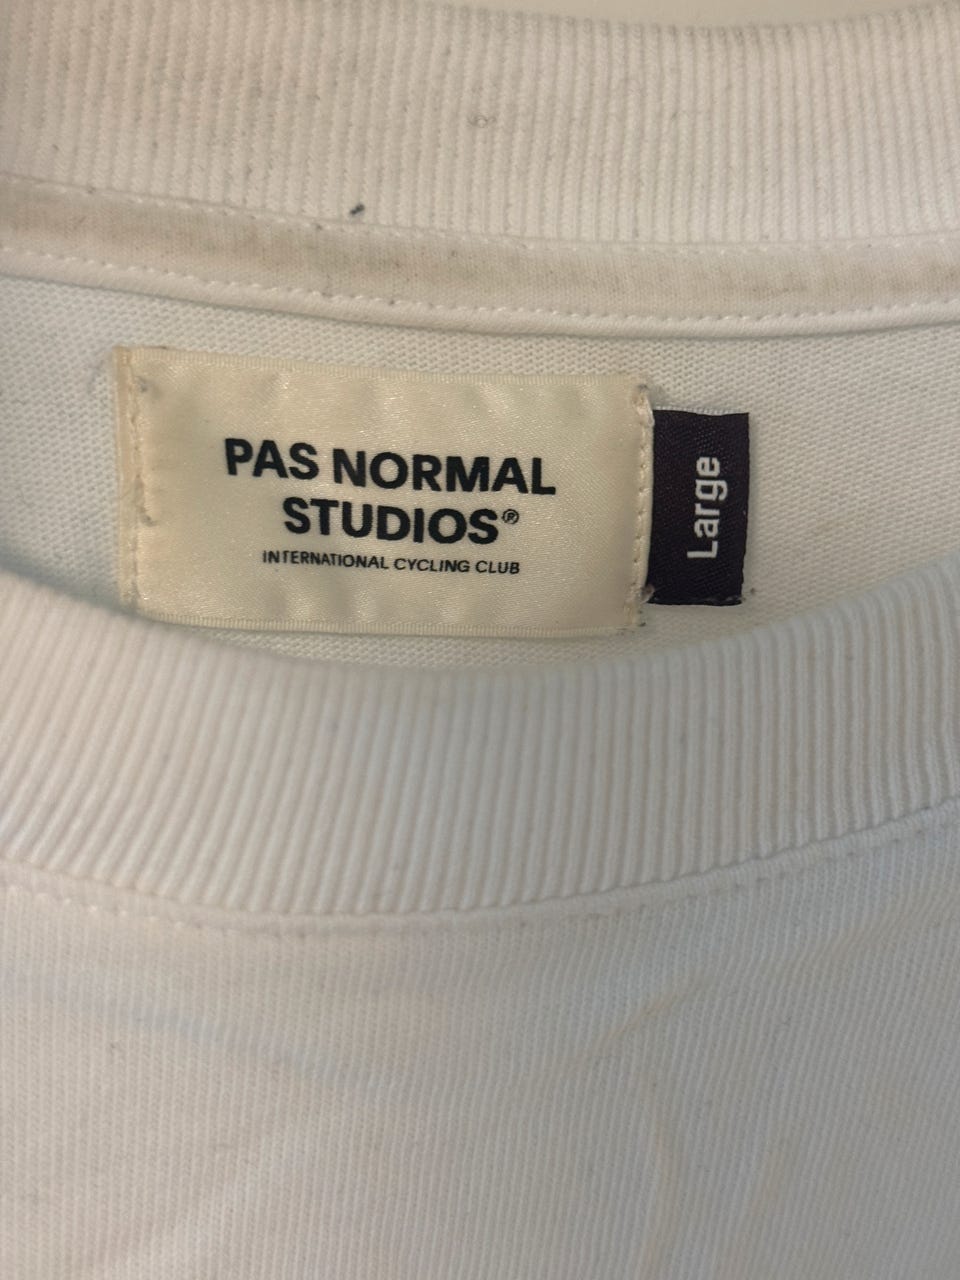 PAS NORMAL
STUDIOS®
INTERNATIONAL CYCLING CLUB
Large